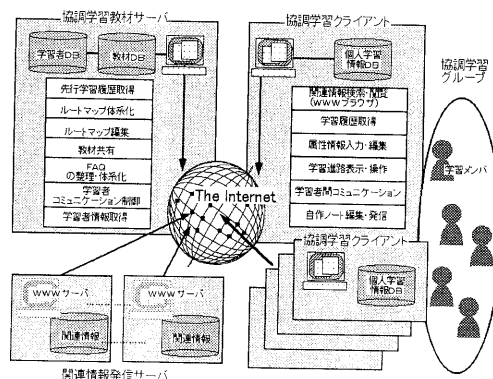 協調学習教材サーバ
学習者DB
教材DB
先行学習履歴取得
ルートマップ体系化
ルートマップ編集
教材共有
FAQ
の整理・体系化
学習者
コミュニケーション制御
学習者情報取得
協調学習クライアント
個人学習
情報DB
関連情報検索・閲覧
(WWWブラウザ)
学習履歴取得
属性情報入力・編集
学習進路表示・操作
学習者間コミュニケーション
自作ノート編集・発信
協調学習
グループ
学習メンバ
The Internet
協調学習クライアント
個人学習
情報DB
WWWサーバ
関連情報
WWWサーバ
関連情報
関連情報発信サーバ